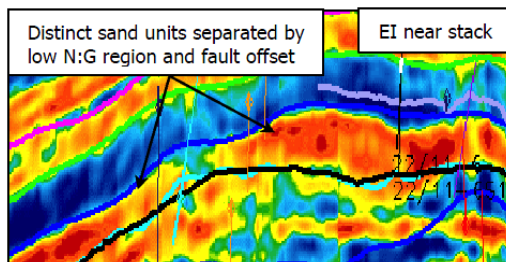 Distinct sand units separated by
low N:G region and fault offset
EI near stack